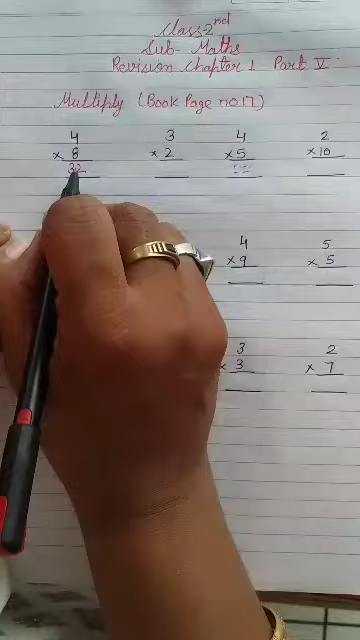 Class-2nd
Sub- Maths
Revision Chapter 1 Part V
Multiply (Book Page no 17)
4 3 4 2
×8 ×2 ×5 ×10
32
4 5
×9 ×5
3 2
×3 ×7